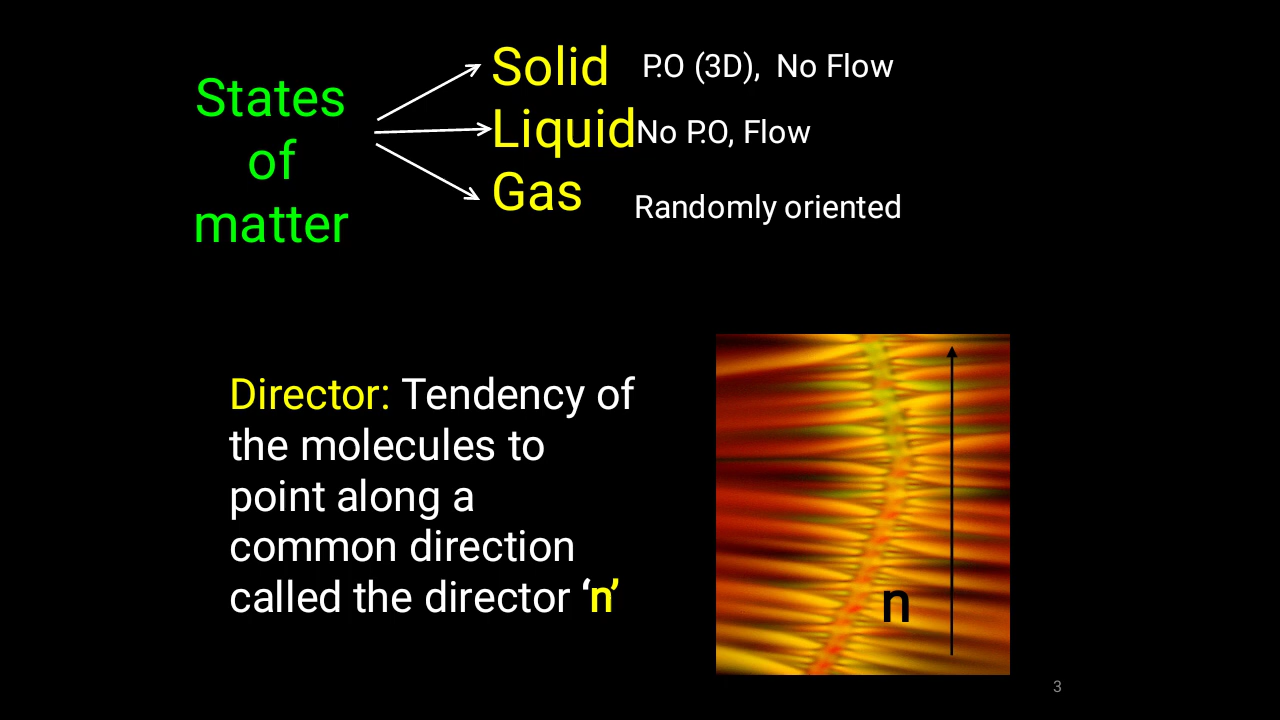 States
of
matter
Solid P.O (3D), No Flow
Liquid No P.O, Flow
Gas Randomly oriented
Director: Tendency of
the molecules to
point along a
common direction
called the director ‘n’
n
3